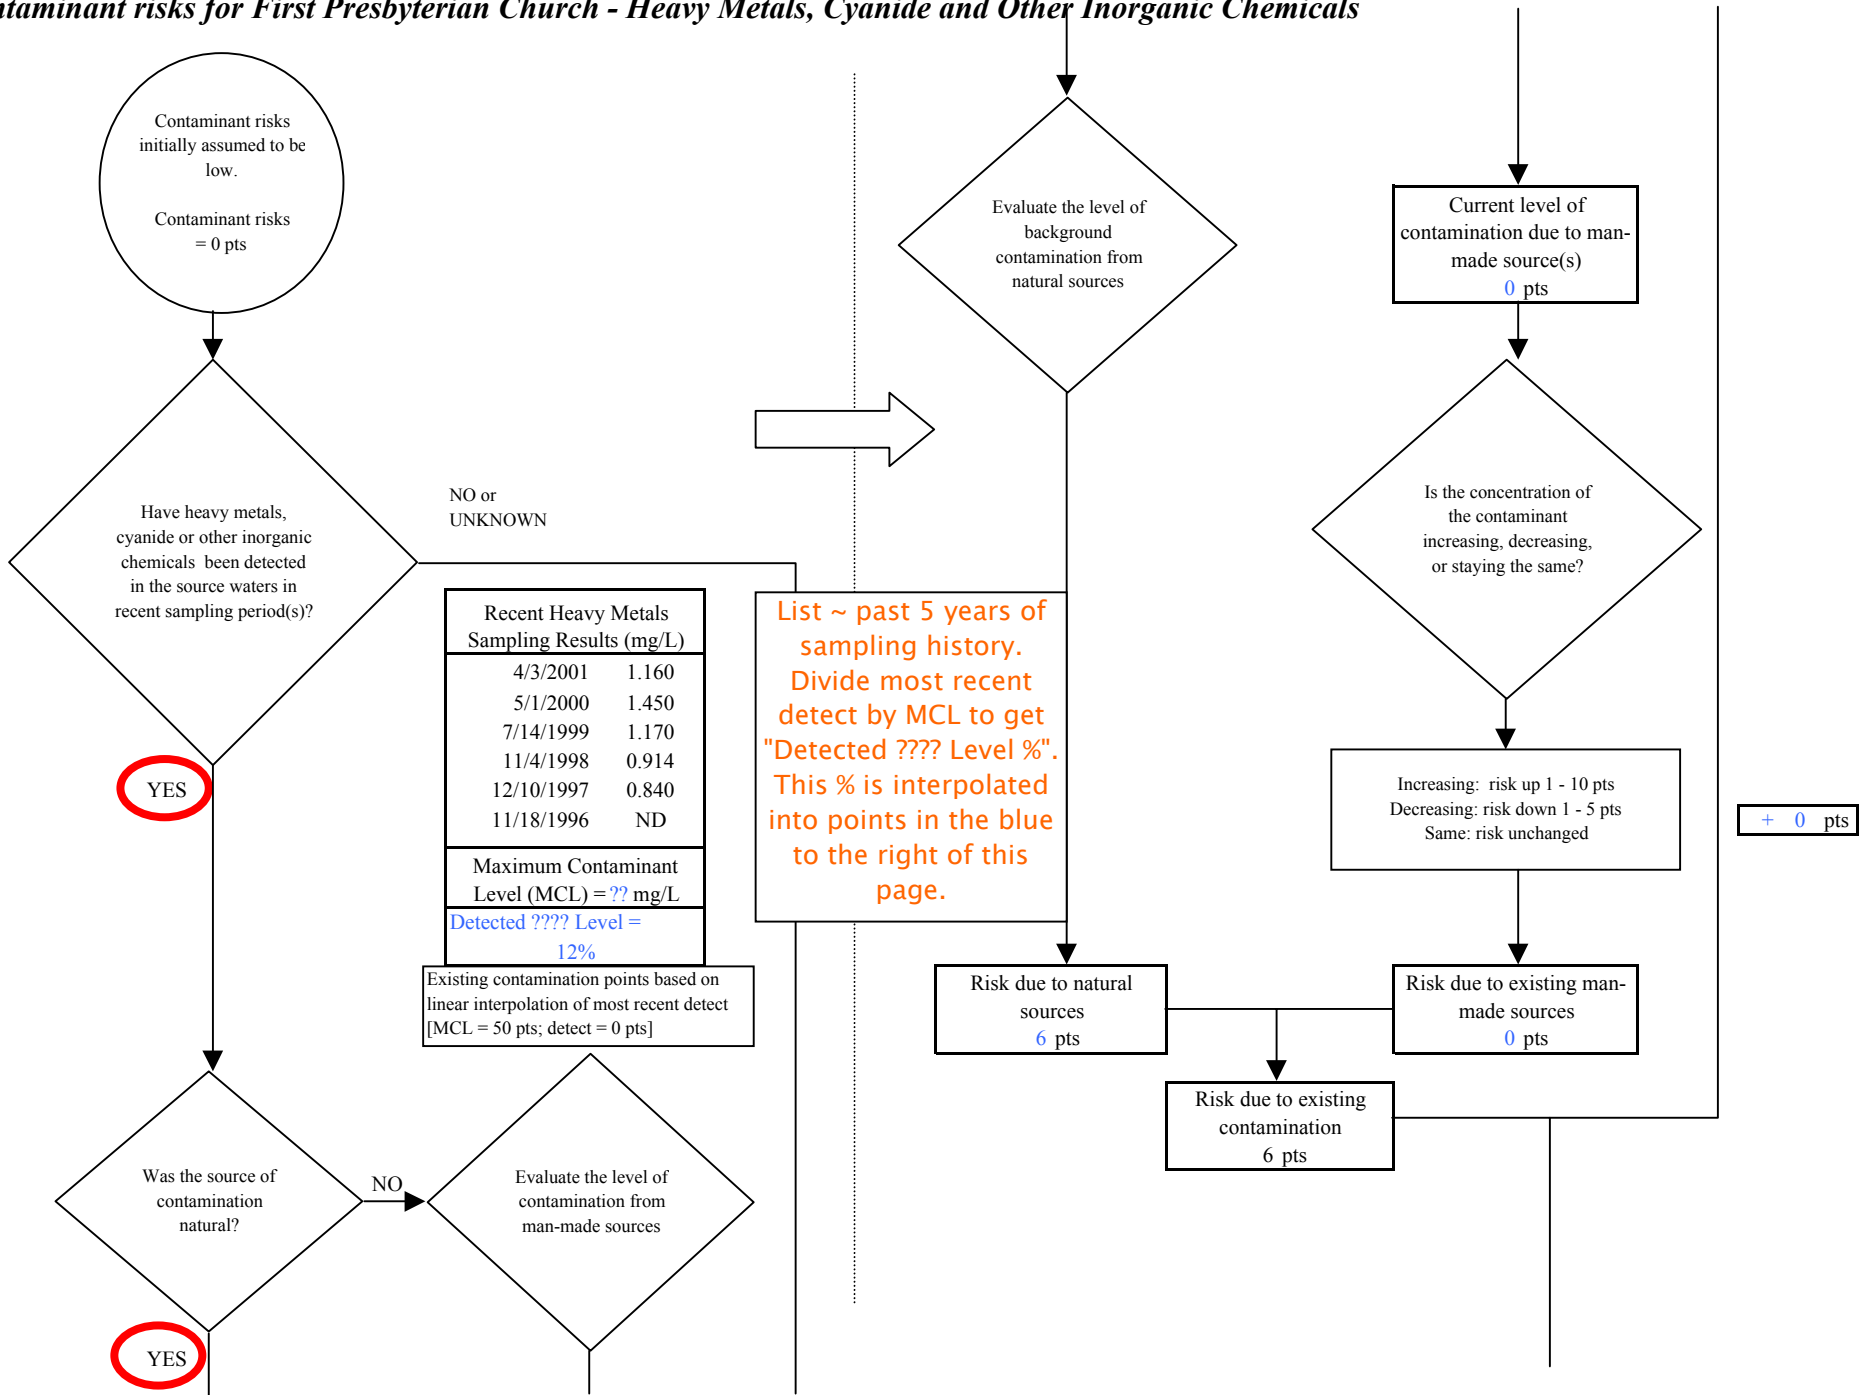 ntaminant risks for First Presbyterian Church - Heavy Metals, Cyanide and Other Inorganic Chemicals
Contaminant risks
initially assumed to be
low.
Contaminant risks
= 0 pts
Have heavy metals,
cyanide or other inorganic
chemicals been detected
in the source waters in
recent sampling period(s)?
NO or
UNKNOWN
YES
Recent Heavy Metals
Sampling Results (mg/L)
4/3/2001 1.160
5/1/2000 1.450
7/14/1999 1.170
11/4/1998 0.914
12/10/1997 0.840
11/18/1996 ND
Maximum Contaminant
Level (MCL) = ?? mg/L
Detected ???? Level =
12%
Existing contamination points based on
linear interpolation of most recent detect
[MCL = 50 pts; detect = 0 pts]
Was the source of
contamination
natural?
NO
YES
Evaluate the level of
contamination from
man-made sources
List ~ past 5 years of
sampling history.
Divide most recent
detect by MCL to get
"Detected ???? Level %".
This % is interpolated
into points in the blue
to the right of this
page.
Evaluate the level of
background
contamination from
natural sources
Risk due to natural
sources
6 pts
Current level of
contamination due to man-
made source(s)
0 pts
Is the concentration of
the contaminant
increasing, decreasing,
or staying the same?
Increasing: risk up 1 - 10 pts
Decreasing: risk down 1 - 5 pts
Same: risk unchanged
Risk due to existing man-
made sources
0 pts
Risk due to existing
contamination
6 pts
+ 0 pts